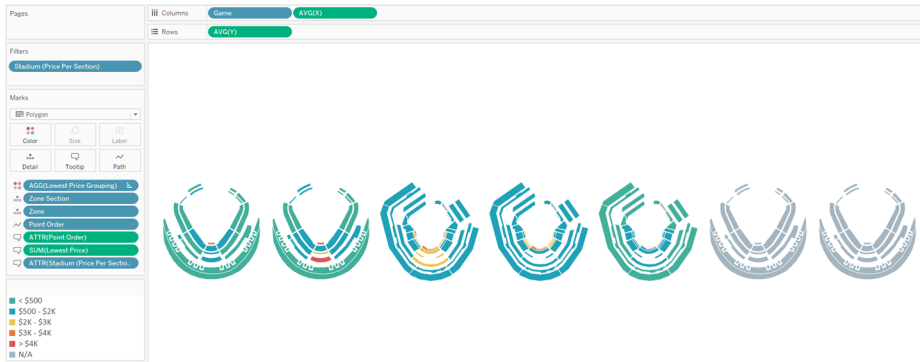 Pages
Columns
Game
AVG(X)
Rows
AVG(Y)
Filters
Stadium (Price Per Section)
Marks
Polygon
Color
Size
Label
Detail
Tooltip
Path
AGG(Lowest Price Grouping)
Zone Section
Zone
Point Order
ATTR(Point Order)
SUM(Lowest Price)
ATTR(Stadium (Price Per Sectio..
< $500
$500 - $2K
$2K - $3K
$3K - $4K
> $4K
N/A